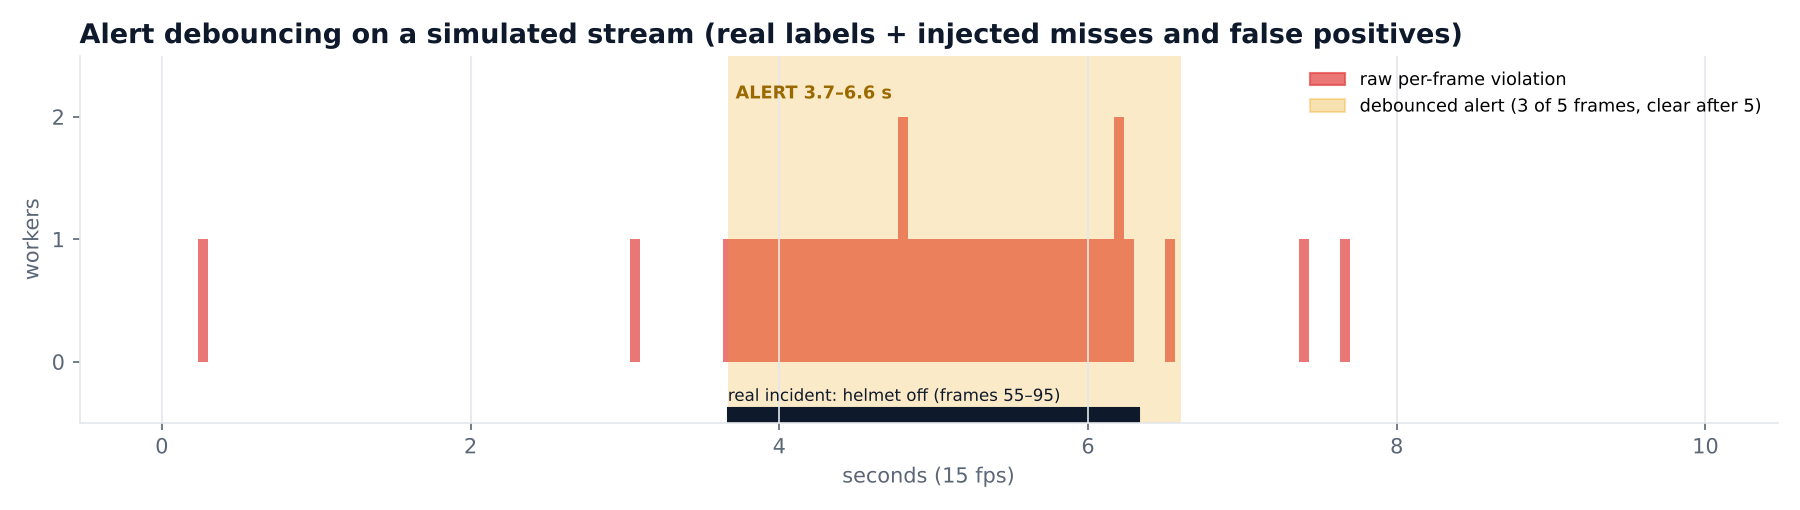 Alert debouncing on a simulated stream (real labels + injected misses and false positives)
raw per-frame violation
debounced alert (3 of 5 frames, clear after 5)
ALERT 3.7–6.6 s
workers
2
1
0
real incident: helmet off (frames 55–95)
0 2 4 6 8 10
seconds (15 fps)